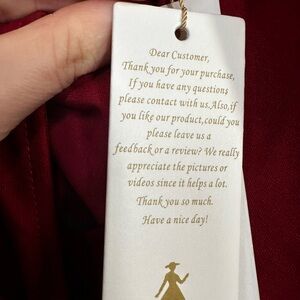 Dear Customer,
Thank you for your purchase,
If you have any questions
please contact with us.Also,if
you like our product,could you
please leave us a
feedback or a review? We really
appreciate the pictures or
videos since it helps a lot.
Thank you so much.
Have a nice day!